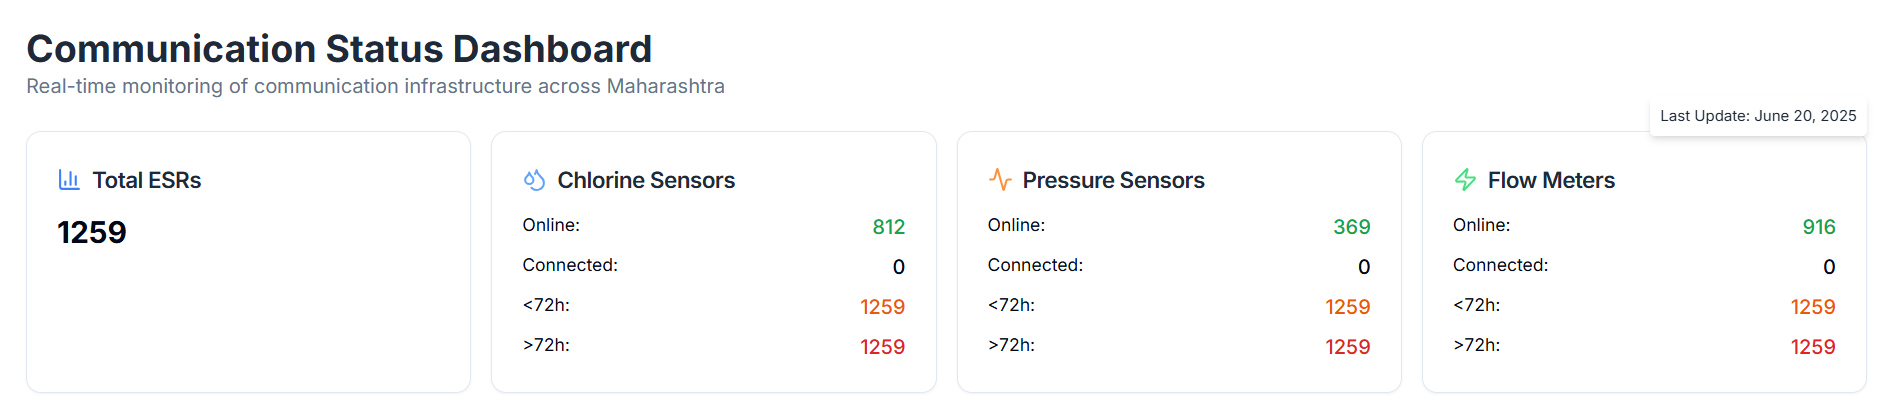 Communication Status Dashboard
Real-time monitoring of communication infrastructure across Maharashtra
Last Update: June 20, 2025
Total ESRs
1259
Chlorine Sensors
Online: 812
Connected: 0
<72h: 1259
>72h: 1259
Pressure Sensors
Online: 369
Connected: 0
<72h: 1259
>72h: 1259
Flow Meters
Online: 916
Connected: 0
<72h: 1259
>72h: 1259